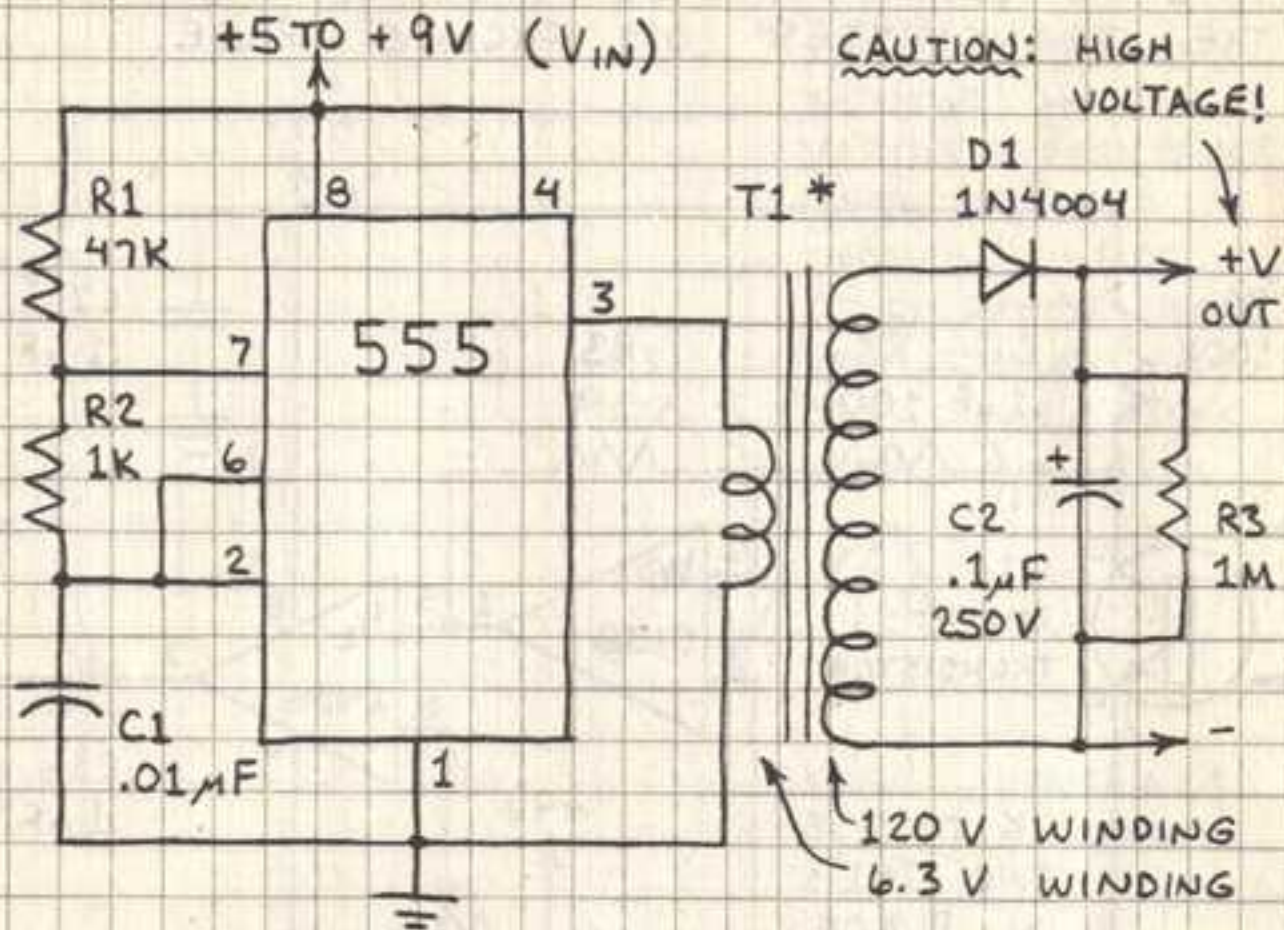 +5 TO +9V (VIN)
CAUTION: HIGH
VOLTAGE!
D1
1N4004
T1 *
R1
47K
8
4
3
+V
OUT
7
555
R2
1K
6
2
+
C2
.1µF
250V
R3
1M
C1
.01µF
1
-
120 V WINDING
6.3 V WINDING